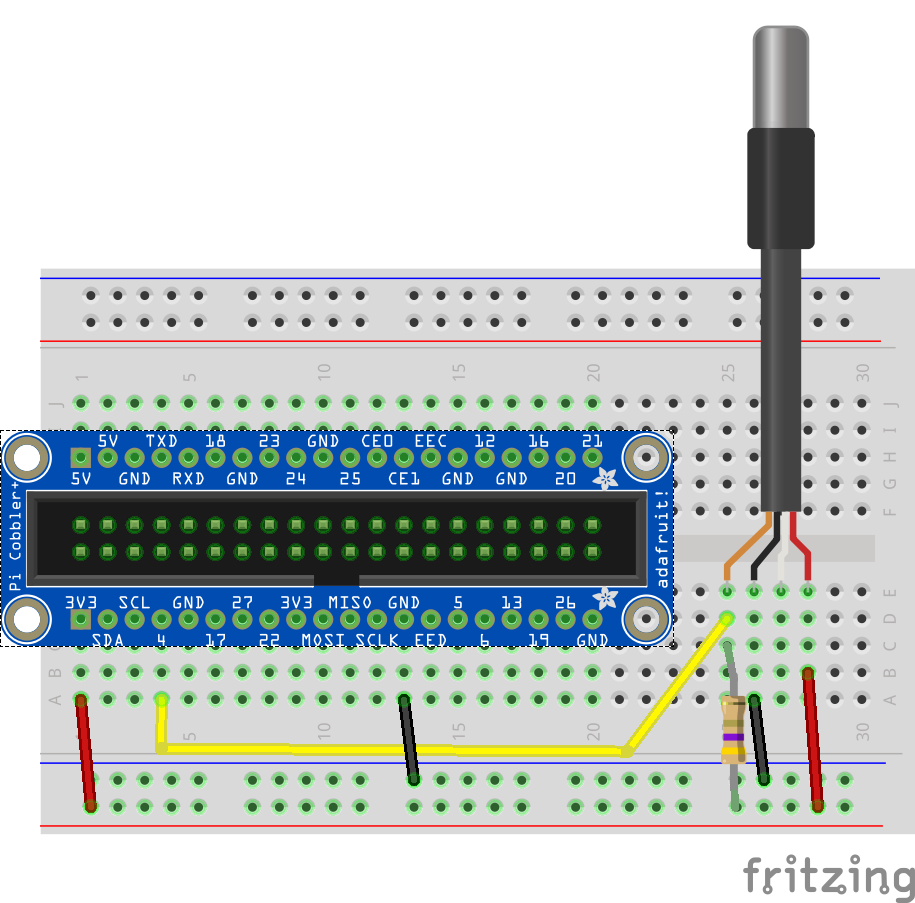 1 5 10 15 20 25 30
J J
I
5V TXD 18 23 GND CE0 EEC 12 16 21
H
5V GND RXD GND 24 25 CE1 GND GND 20
G
F
Pi Cobbler+
adafruit!
E
3V3 SCL GND 27 3V3 MISO GND 5 13 26
D
SDA 4 17 22 MOSI SCLK EED 6 19 GND
C
B B
A A
5 10 15 20 30
fritzing